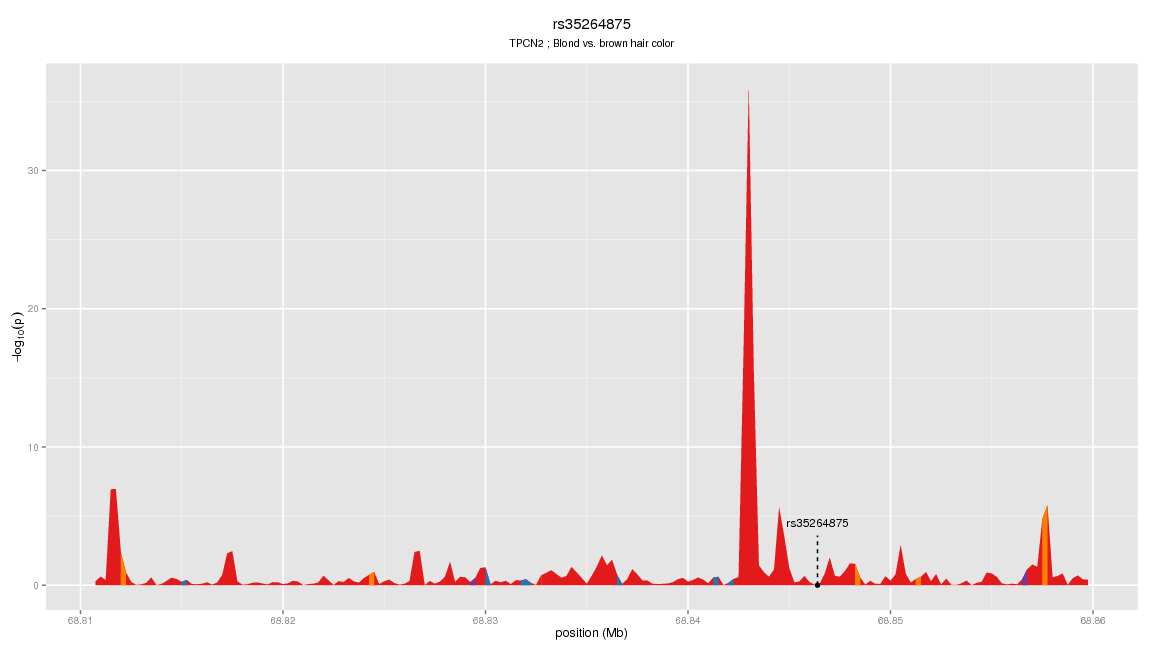 rs35264875
TPCN2 ; Blond vs. brown hair color
−log10(p)
30
20
10
0
rs35264875
68.81 68.82 68.83 68.84 68.85 68.86
position (Mb)